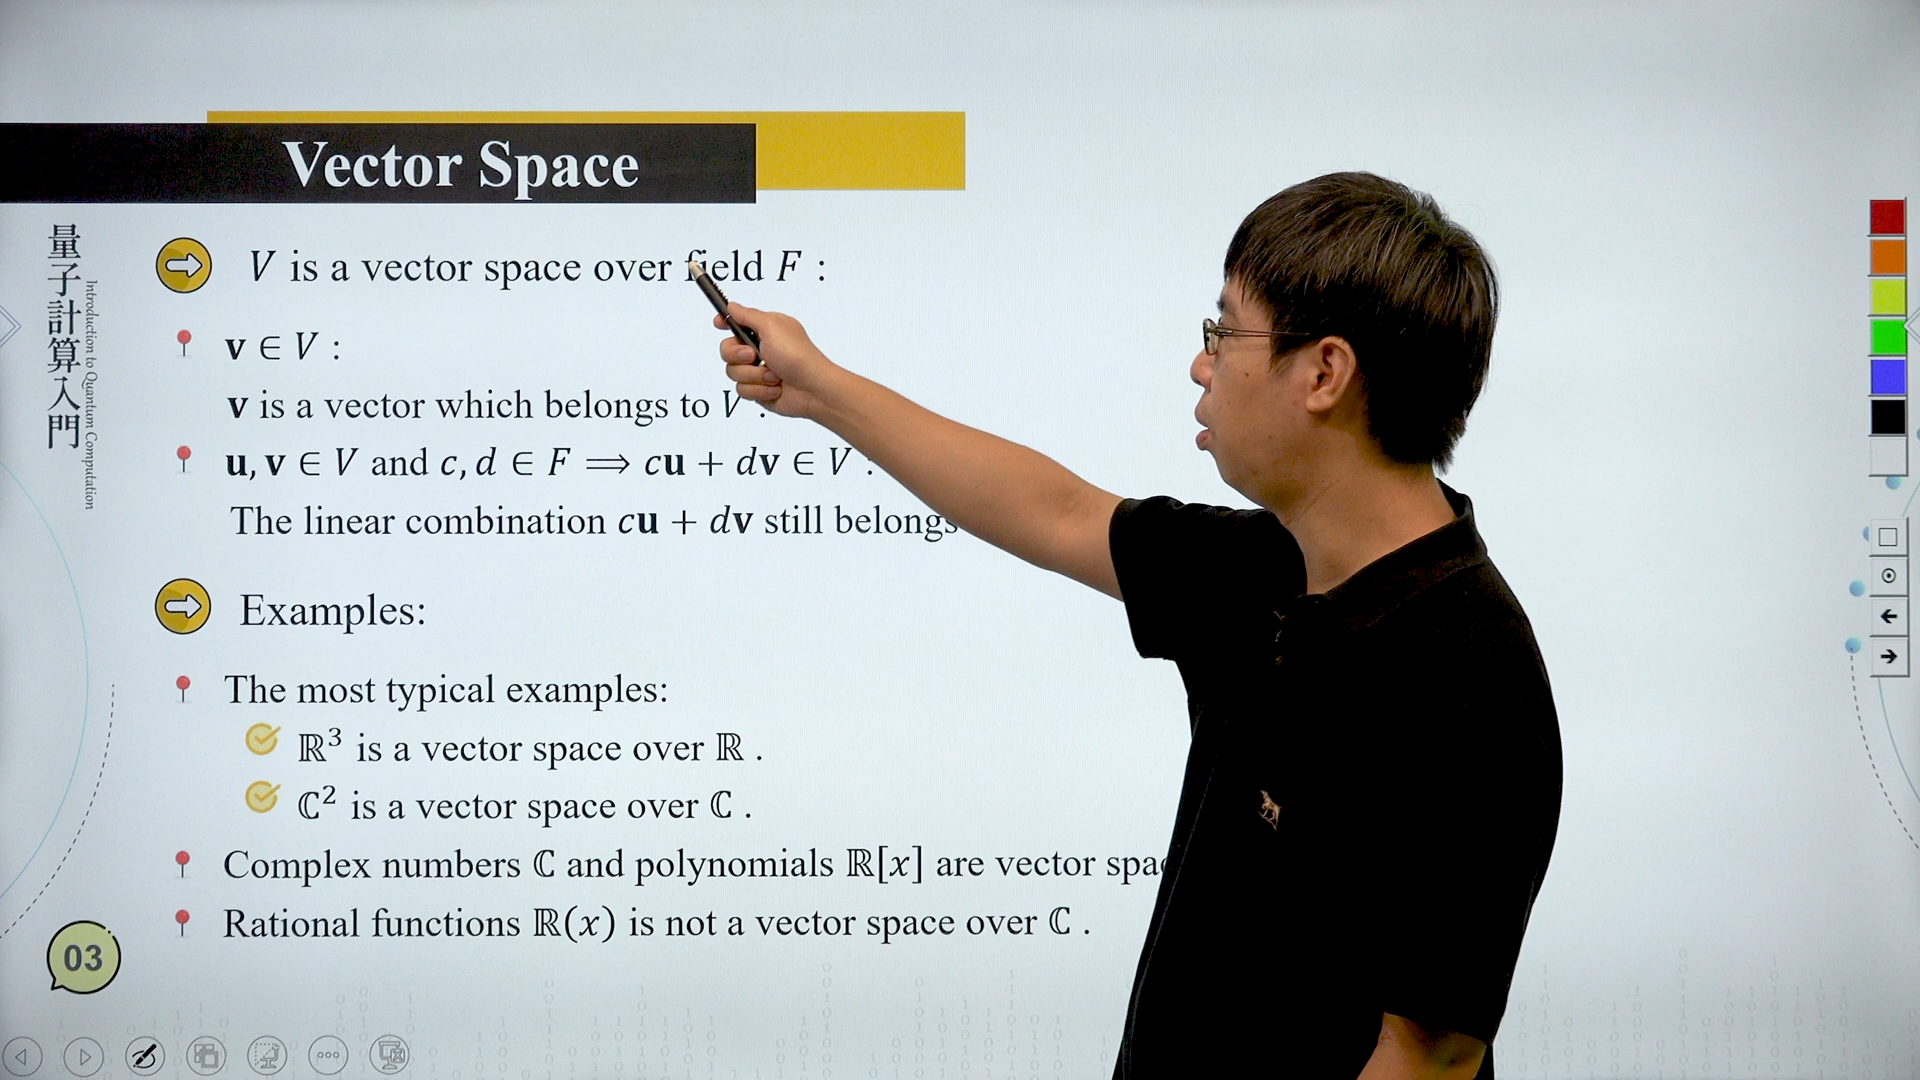 Vector Space
量子計算入門
Introduction to Quantum Computation
V is a vector space over field F :
v ∈ V :
v is a vector which belongs to V .
u, v ∈ V and c, d ∈ F ⟹ cu + dv ∈ V .
The linear combination cu + dv still belongs
Examples:
The most typical examples:
ℝ³ is a vector space over ℝ .
ℂ² is a vector space over ℂ .
Complex numbers ℂ and polynomials ℝ[x] are vector
Rational functions ℝ(x) is not a vector space over ℂ .
03